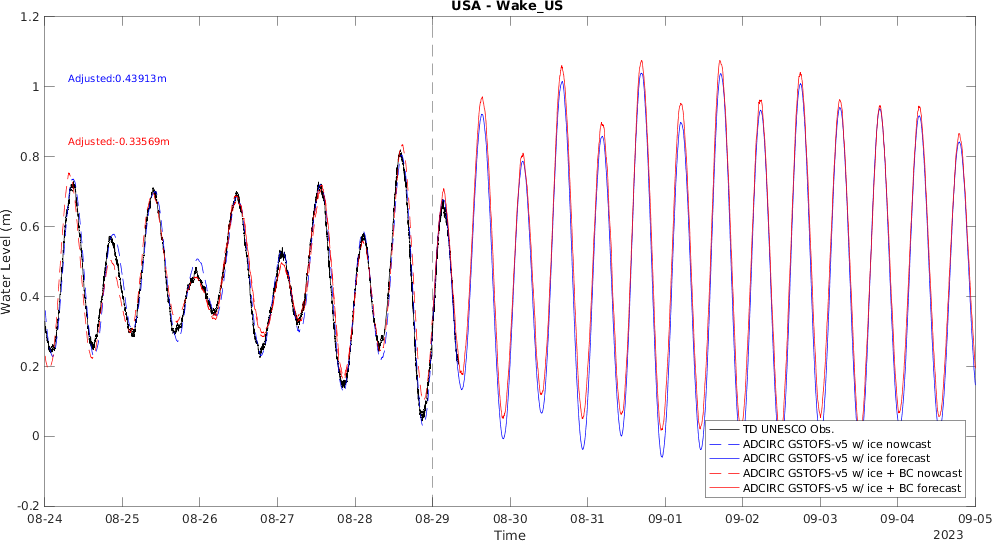 USA - Wake_US
1.2
1
0.8
0.6
0.4
0.2
0
-0.2
Water Level (m)
Adjusted:0.43913m
Adjusted:-0.33569m
TD UNESCO Obs.
ADCIRC GSTOFS-v5 w/ ice nowcast
ADCIRC GSTOFS-v5 w/ ice forecast
ADCIRC GSTOFS-v5 w/ ice + BC nowcast
ADCIRC GSTOFS-v5 w/ ice + BC forecast
08-24 08-25 08-26 08-27 08-28 08-29 08-30 08-31 09-01 09-02 09-03 09-04 09-05
Time
2023